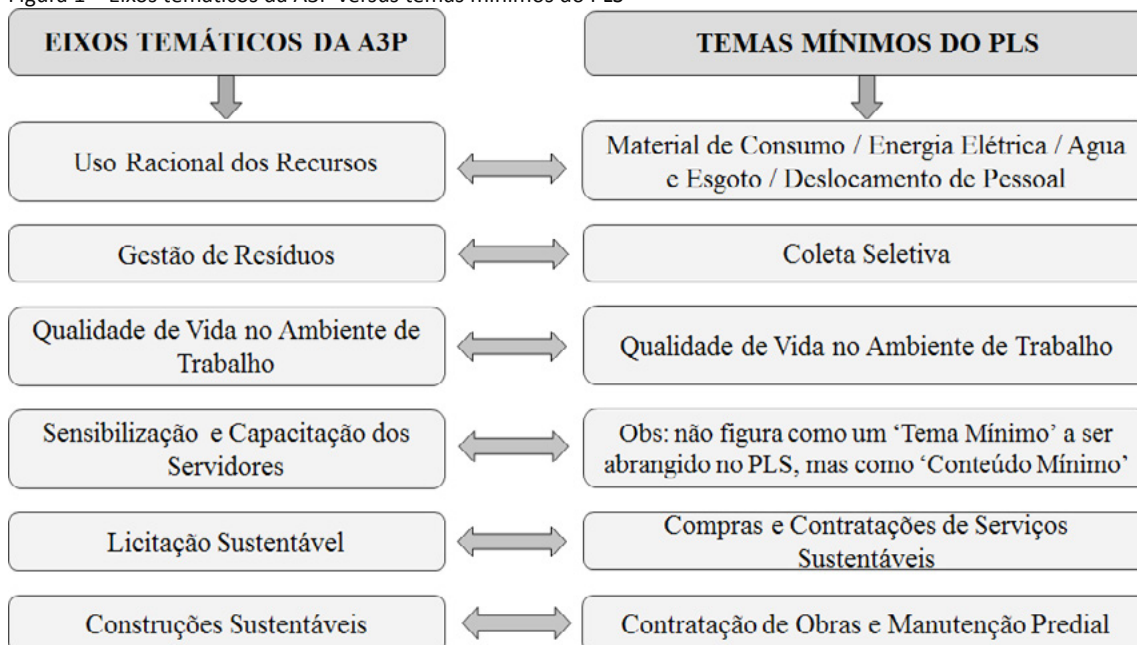 Figura 1 – Eixos temáticos da A3P versus temas mínimos do PLS
EIXOS TEMÁTICOS DA A3P
TEMAS MÍNIMOS DO PLS
Uso Racional dos Recursos
Material de Consumo / Energia Elétrica / Agua
e Esgoto / Deslocamento de Pessoal
Gestão de Resíduos
Coleta Seletiva
Qualidade de Vida no Ambiente de
Trabalho
Qualidade de Vida no Ambiente de Trabalho
Sensibilização e Capacitação dos
Servidores
Obs: não figura como um ‘Tema Mínimo’ a ser
abrangido no PLS, mas como ‘Conteúdo Mínimo’
Licitação Sustentável
Compras e Contratações de Serviços
Sustentáveis
Construções Sustentáveis
Contratação de Obras e Manutenção Predial